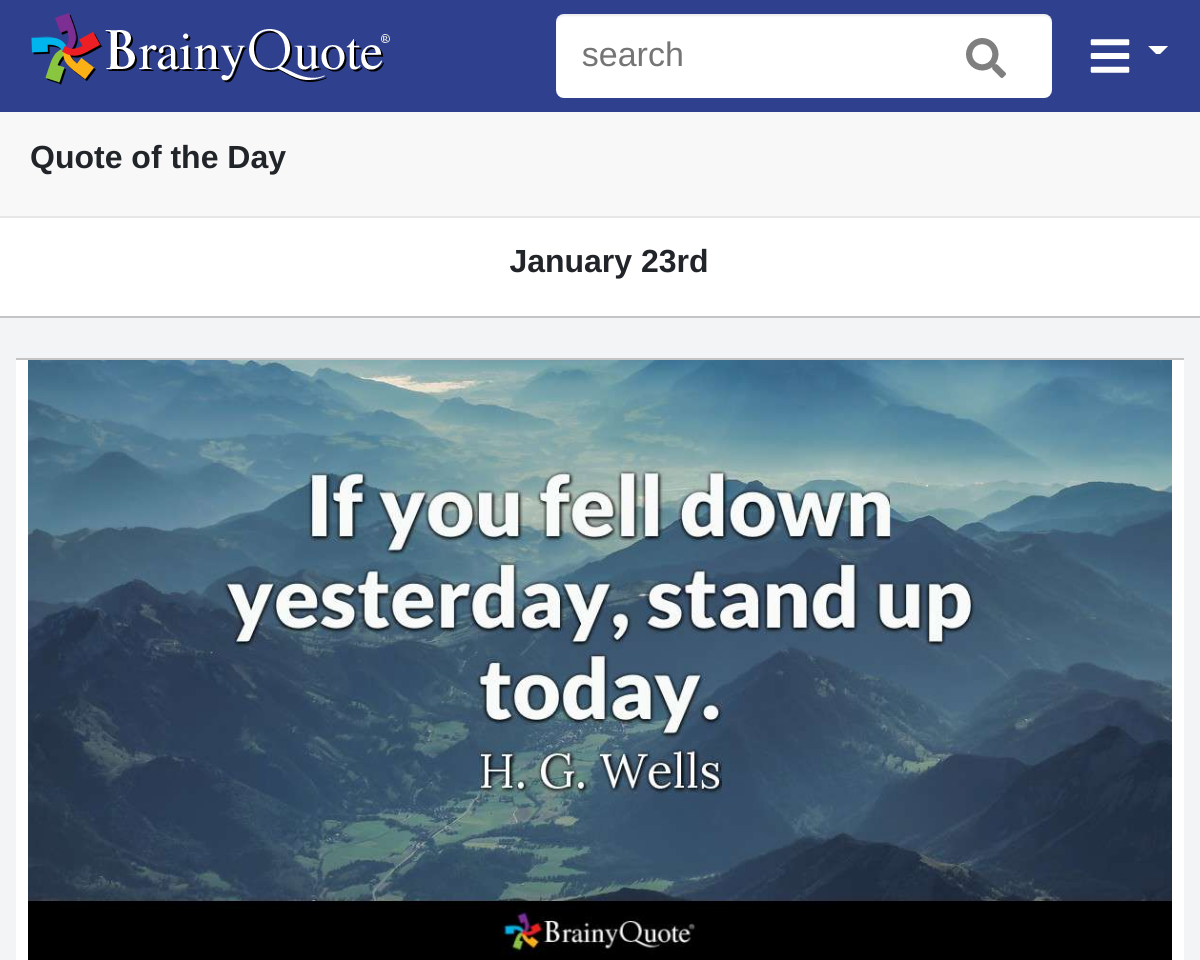 BrainyQuote®
search
Quote of the Day
January 23rd
If you fell down
yesterday, stand up
today.
H. G. Wells
BrainyQuote®